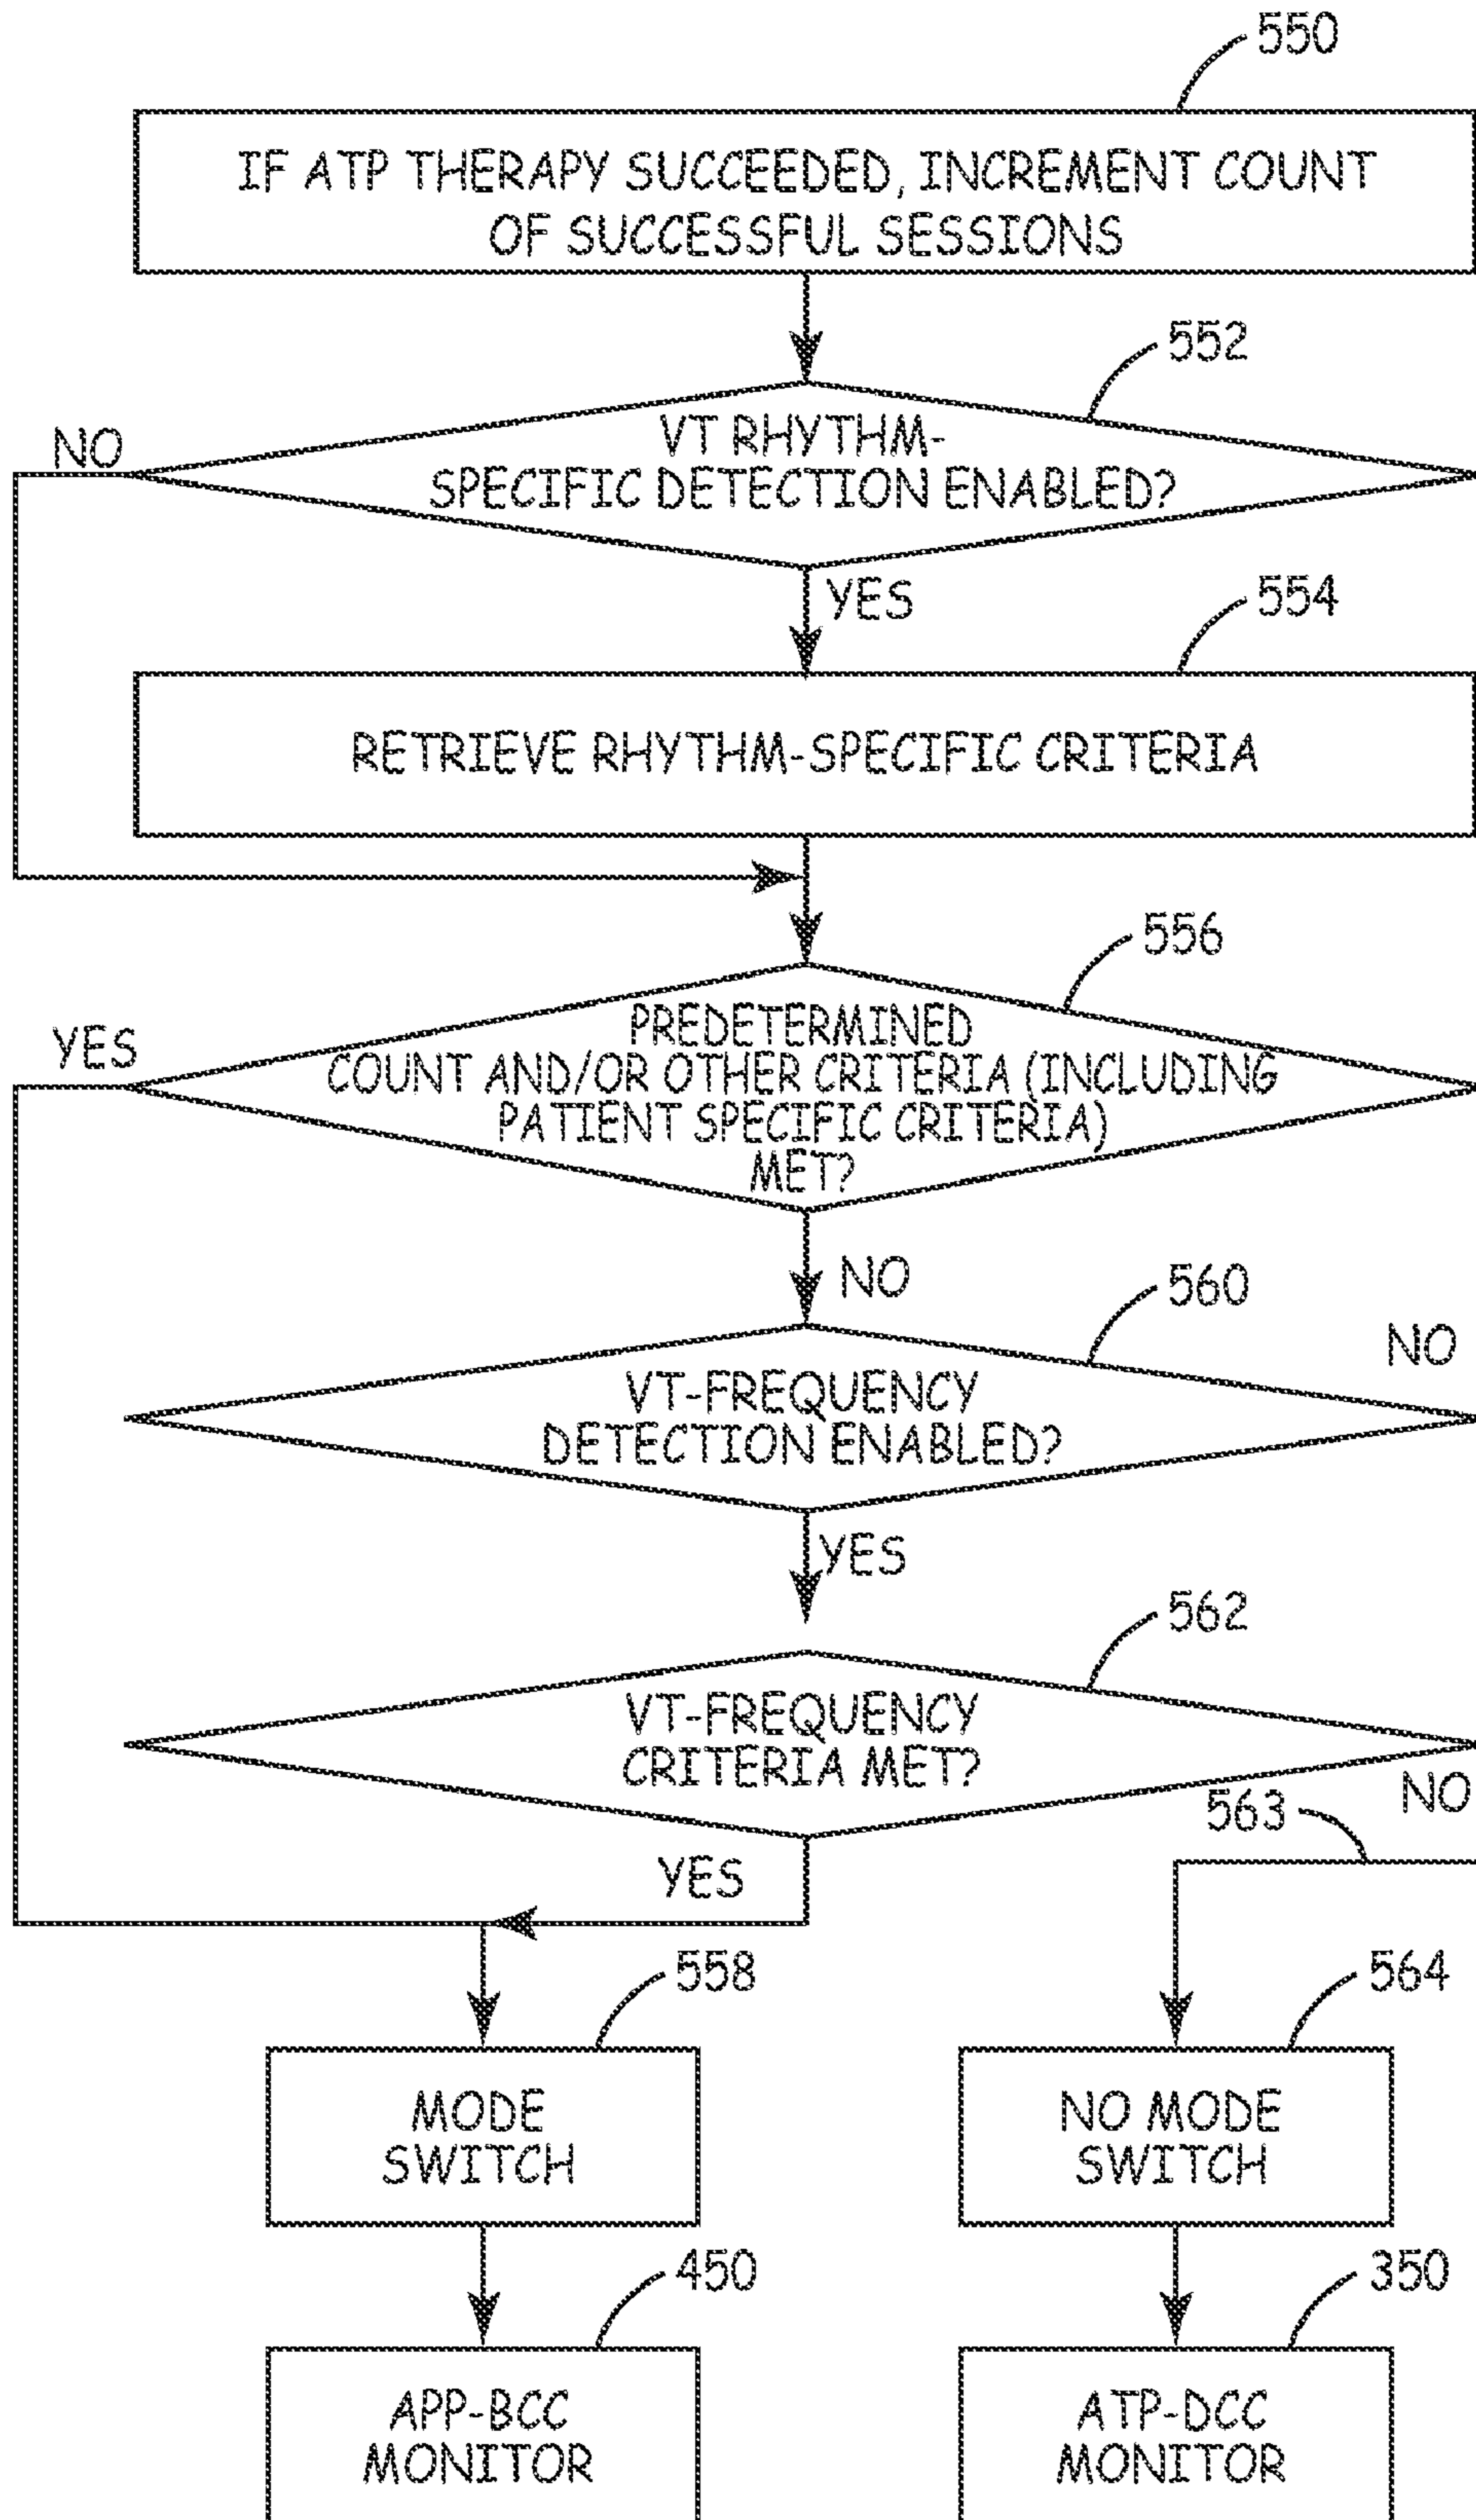 550
IF ATP THERAPY SUCCEEDED, INCREMENT COUNT
OF SUCCESSFUL SESSIONS
552
NO
VT RHYTHM-
SPECIFIC DETECTION ENABLED?
YES
554
RETRIEVE RHYTHM-SPECIFIC CRITERIA
556
YES
PREDETERMINED
COUNT AND/OR OTHER CRITERIA (INCLUDING
PATIENT SPECIFIC CRITERIA)
MET?
NO
560
NO
VT-FREQUENCY
DETECTION ENABLED?
YES
562
VT-FREQUENCY
CRITERIA MET?
NO
563
YES
558
564
MODE
SWITCH
NO MODE
SWITCH
450
350
APP-BCC
MONITOR
ATP-DCC
MONITOR